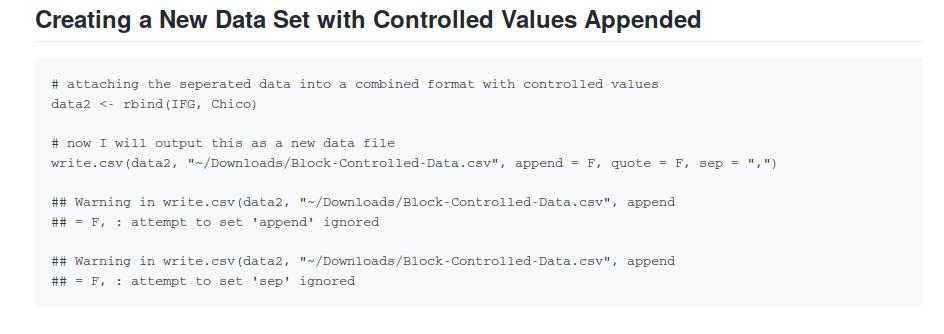 Creating a New Data Set with Controlled Values Appended
# attaching the seperated data into a combined format with controlled values
data2 <- rbind(IFG, Chico)
# now I will output this as a new data file
write.csv(data2, "~/Downloads/Block-Controlled-Data.csv", append = F, quote = F, sep = ",")
## Warning in write.csv(data2, "~/Downloads/Block-Controlled-Data.csv", append
## = F, : attempt to set 'append' ignored
## Warning in write.csv(data2, "~/Downloads/Block-Controlled-Data.csv", append
## = F, : attempt to set 'sep' ignored